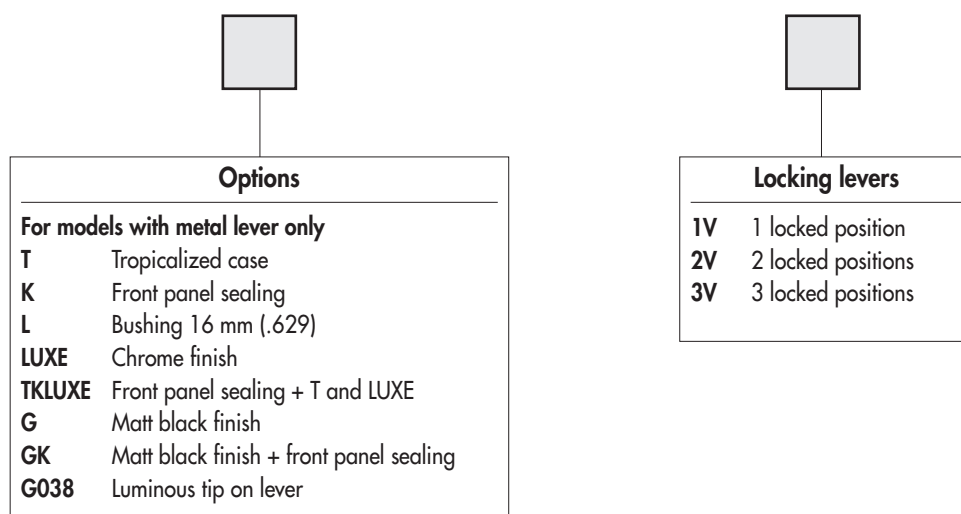 Options
For models with metal lever only
T Tropicalized case
K Front panel sealing
L Bushing 16 mm (.629)
LUXE Chrome finish
TKLUXE Front panel sealing + T and LUXE
G Matt black finish
GK Matt black finish + front panel sealing
G038 Luminous tip on lever
Locking levers
1V 1 locked position
2V 2 locked positions
3V 3 locked positions